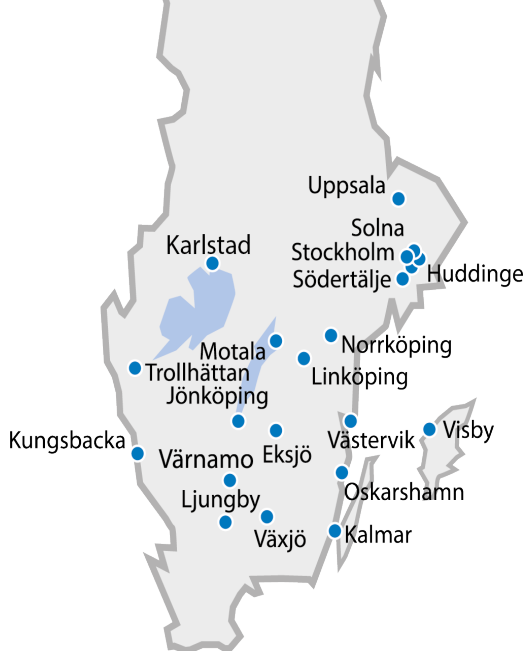 Uppsala
Solna
Karlstad
Stockholm
Huddinge
Södertälje
Motala
Norrköping
Trollhättan
Linköping
Jönköping
Kungsbacka
Västervik
Visby
Värnamo
Eksjö
Ljungby
Oskarshamn
Växjö
Kalmar